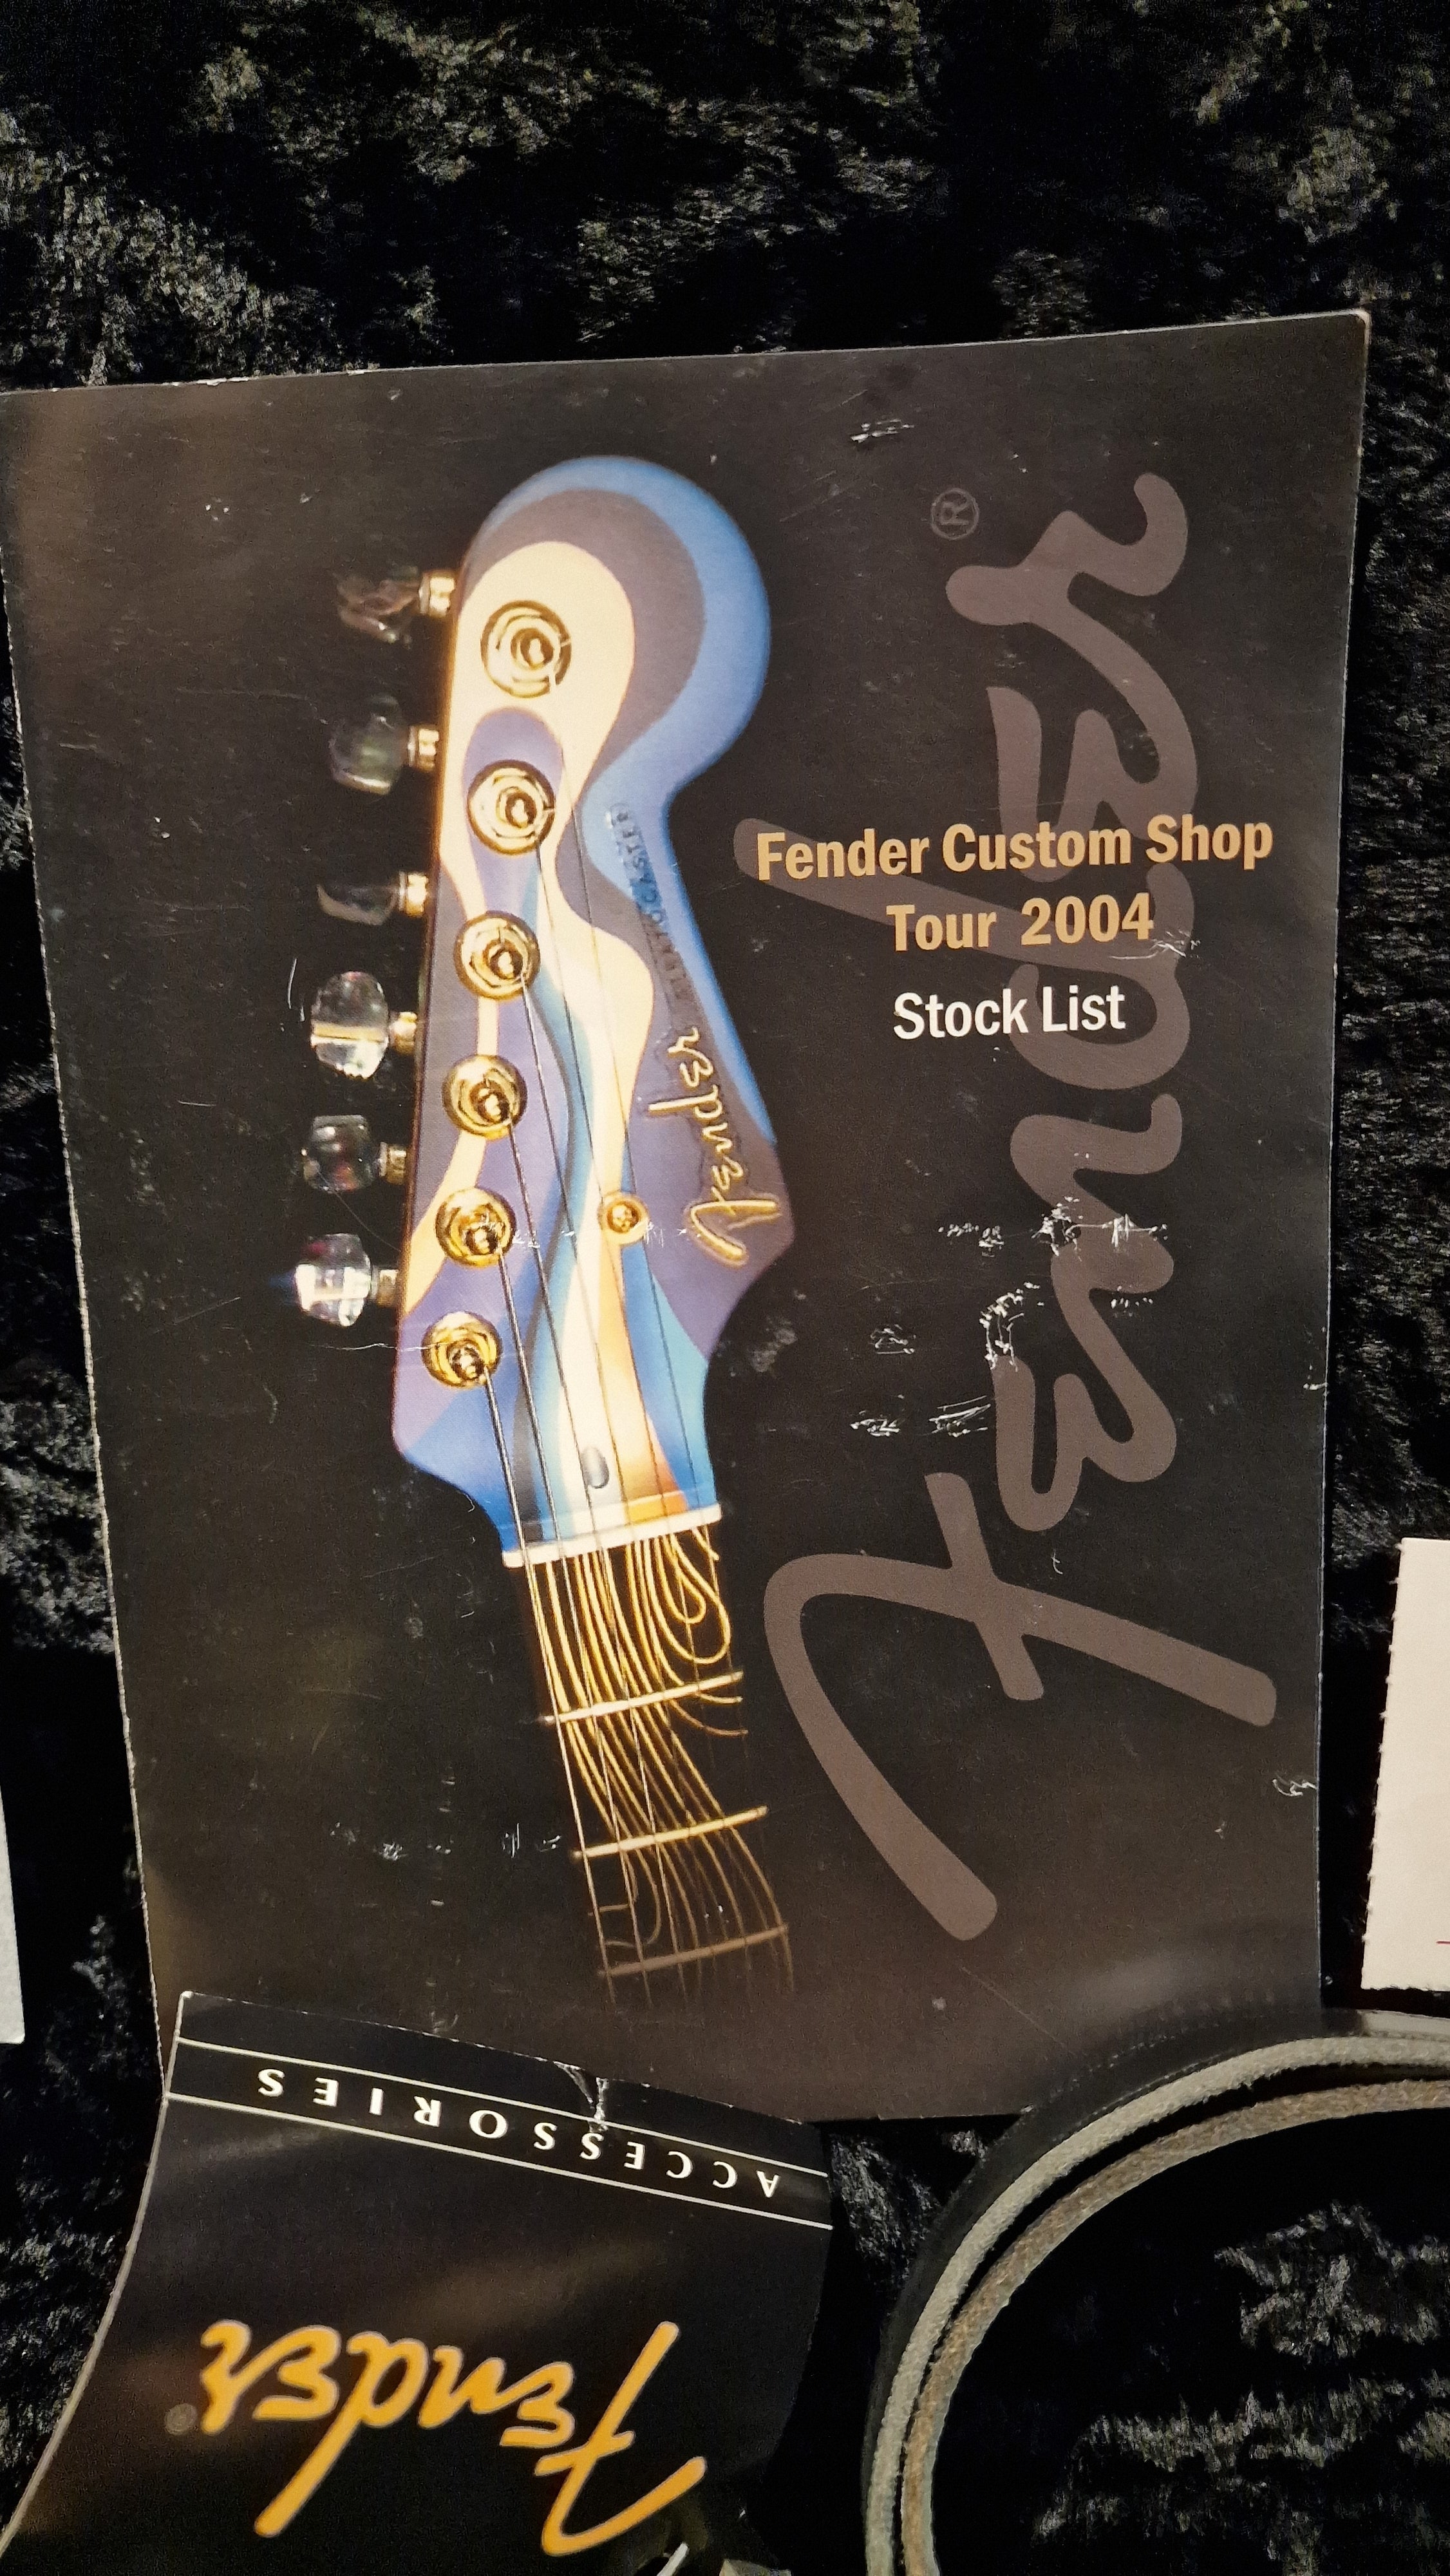 Fender®
Fender Custom Shop
Tour 2004
Stock List
Fender
STRATOCASTER
ACCESSORIES
Fender®